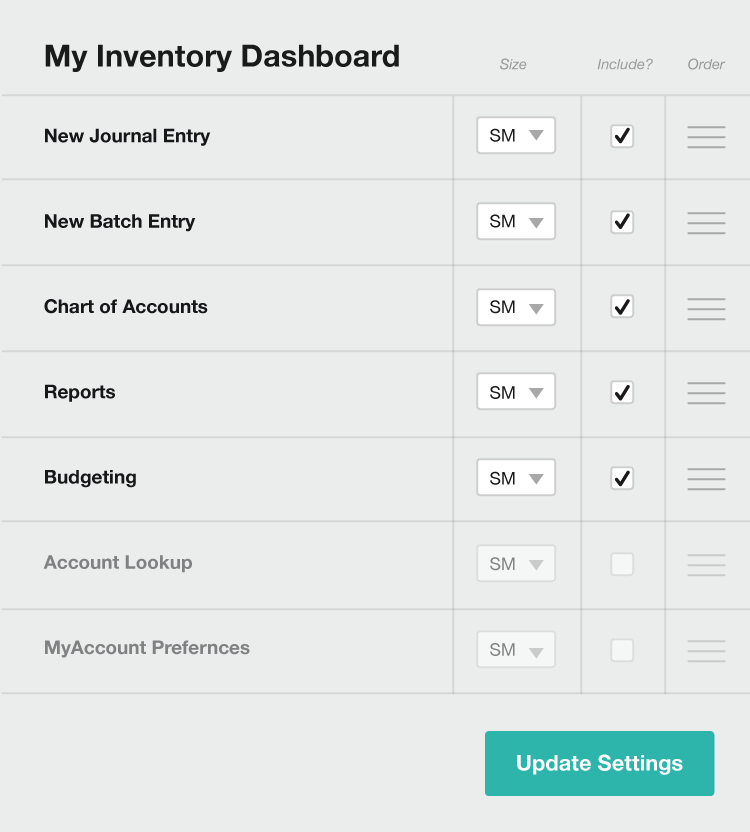 My Inventory Dashboard Size Include? Order
New Journal Entry SM
New Batch Entry SM
Chart of Accounts SM
Reports SM
Budgeting SM
Account Lookup SM
MyAccount Prefernces SM
Update Settings